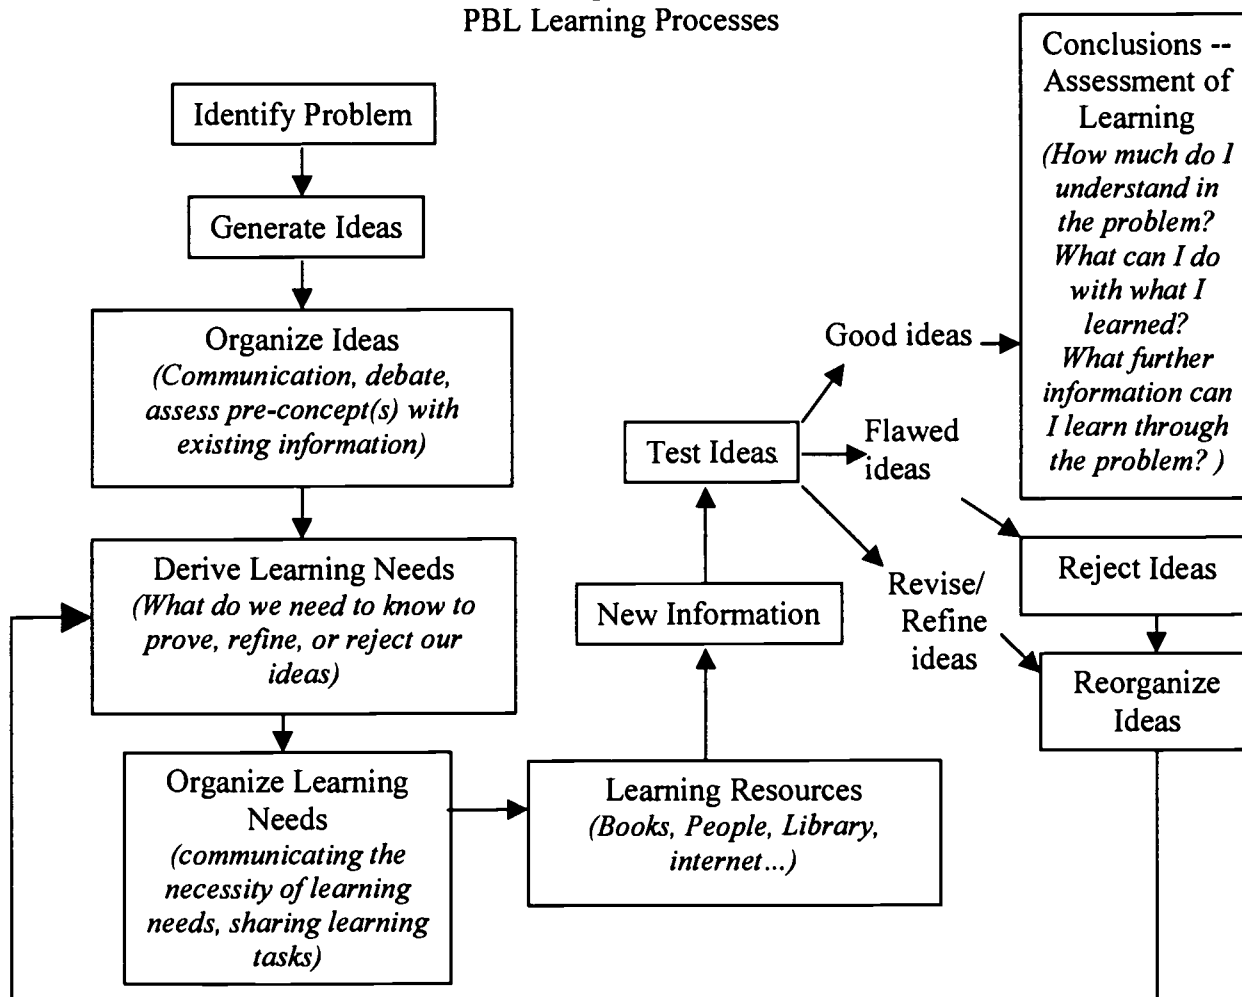 PBL Learning Processes
Identify Problem
Generate Ideas
Organize Ideas
(Communication, debate,
assess pre-concept(s) with
existing information)
Derive Learning Needs
(What do we need to know to
prove, refine, or reject our
ideas)
Organize Learning
Needs
(communicating the
necessity of learning
needs, sharing learning
tasks)
Learning Resources
(Books, People, Library,
internet...)
New Information
Test Ideas
Good ideas
Flawed
ideas
Revise/
Refine
ideas
Conclusions --
Assessment of
Learning
(How much do I
understand in
the problem?
What can I do
with what I
learned?
What further
information can
I learn through
the problem? )
Reject Ideas
Reorganize
Ideas